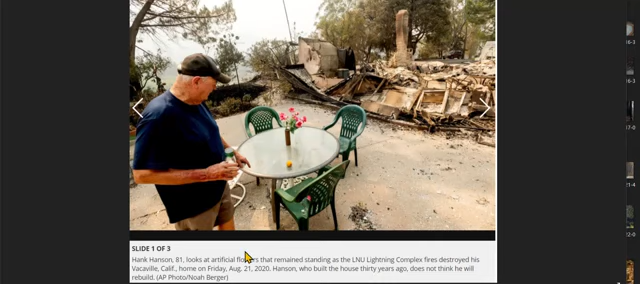 SLIDE 1 OF 3
Hank Hanson, 81, looks at artificial flowers that remained standing as the LNU Lightning Complex fires destroyed his
Vacaville, Calif., home on Friday, Aug. 21, 2020. Hanson, who built the house thirty years ago, does not think he will
rebuild. (AP Photo/Noah Berger)